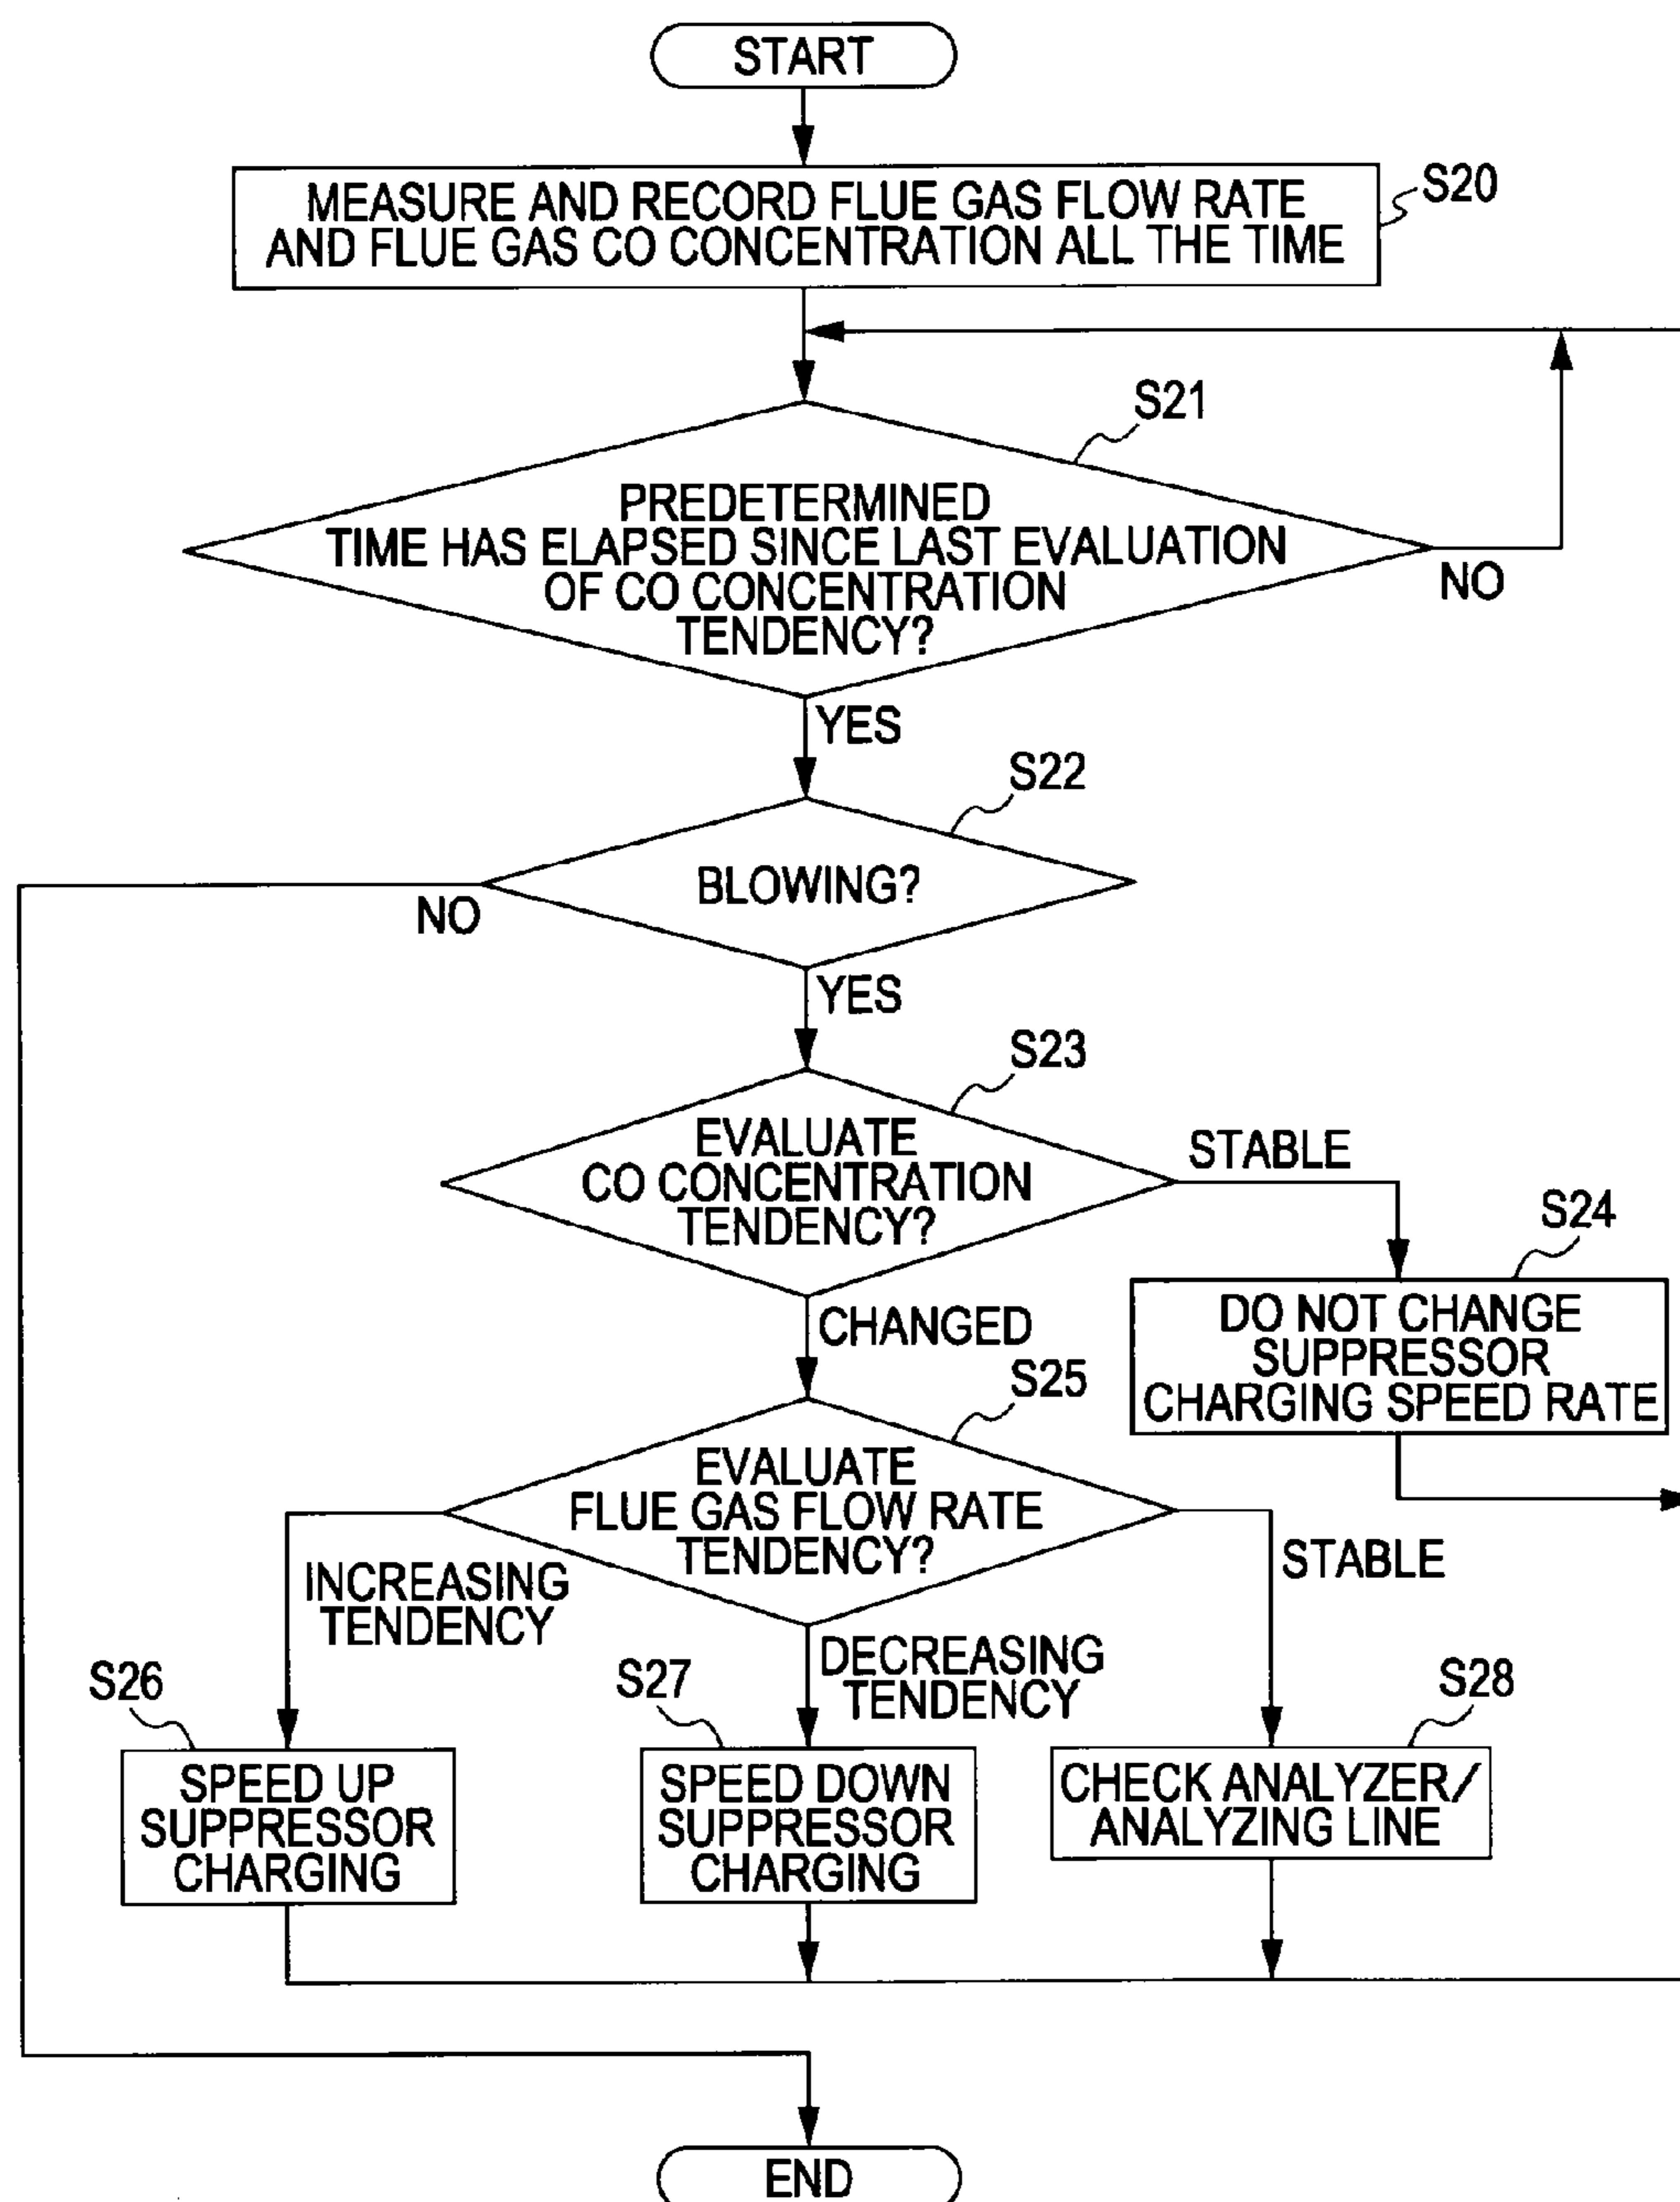 START
MEASURE AND RECORD FLUE GAS FLOW RATE
AND FLUE GAS CO CONCENTRATION ALL THE TIME
S20
S21
PREDETERMINED
TIME HAS ELAPSED SINCE LAST EVALUATION
OF CO CONCENTRATION
TENDENCY?
NO
YES
S22
BLOWING?
NO
YES
S23
EVALUATE
CO CONCENTRATION
TENDENCY?
STABLE
S24
DO NOT CHANGE
SUPPRESSOR
CHARGING SPEED RATE
CHANGED
S25
EVALUATE
FLUE GAS FLOW RATE
TENDENCY?
STABLE
INCREASING
TENDENCY
DECREASING
TENDENCY
S26
SPEED UP
SUPPRESSOR
CHARGING
S27
SPEED DOWN
SUPPRESSOR
CHARGING
S28
CHECK ANALYZER/
ANALYZING LINE
END